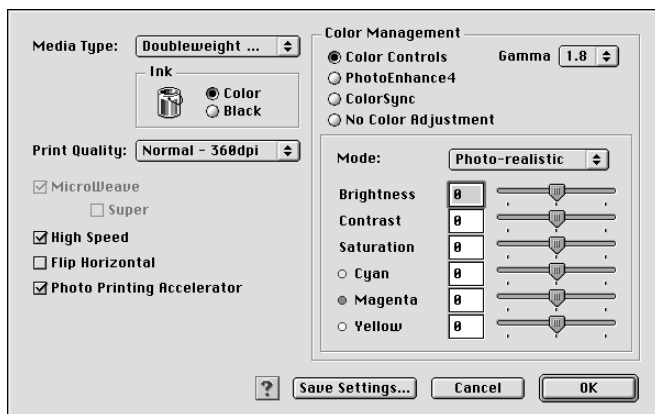 Media Type: Doubleweight ...
Ink
Color
Black
Print Quality: Normal - 360dpi
MicroWeave
Super
High Speed
Flip Horizontal
Photo Printing Accelerator
Color Management
Color Controls
Gamma 1.8
PhotoEnhance4
ColorSync
No Color Adjustment
Mode: Photo-realistic
Brightness 0
Contrast 0
Saturation 0
Cyan 0
Magenta 0
Yellow 0
? Save Settings... Cancel OK